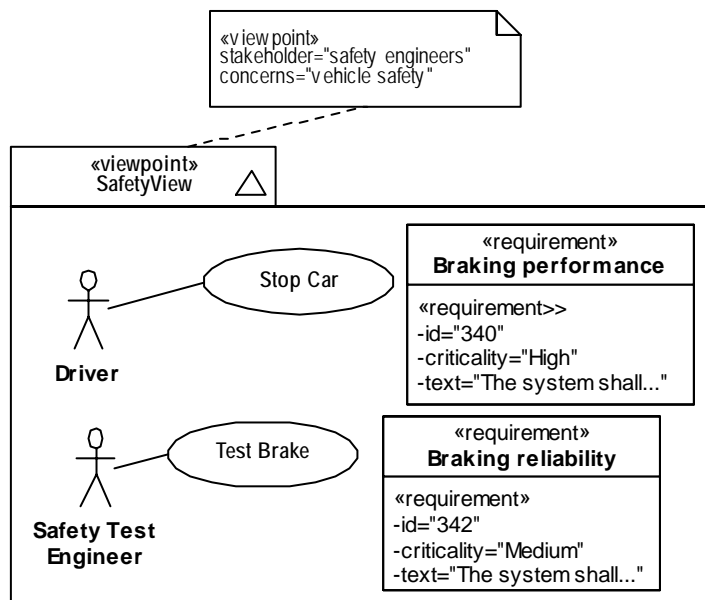 «viewpoint»
stakeholder="safety engineers"
concerns="vehicle safety"
«viewpoint»
SafetyView
Stop Car
Driver
«requirement»
Braking performance
«requirement>>
-id="340"
-criticality="High"
-text="The system shall..."
Test Brake
Safety Test
Engineer
«requirement»
Braking reliability
«requirement»
-id="342"
-criticality="Medium"
-text="The system shall..."